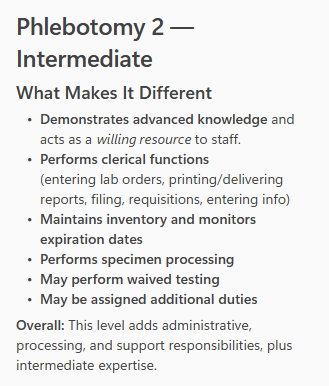 Phlebotomy 2 —
Intermediate
What Makes It Different
• Demonstrates advanced knowledge and
acts as a willing resource to staff.
• Performs clerical functions
(entering lab orders, printing/delivering
reports, filing, requisitions, entering info)
• Maintains inventory and monitors
expiration dates
• Performs specimen processing
• May perform waived testing
• May be assigned additional duties
Overall: This level adds administrative,
processing, and support responsibilities, plus
intermediate expertise.